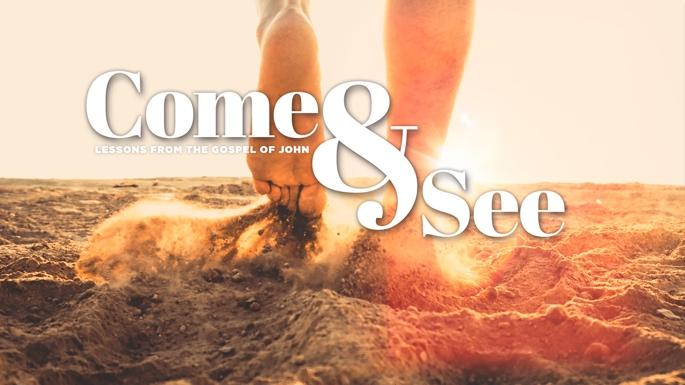 Come &
LESSONS FROM THE GOSPEL OF JOHN
See